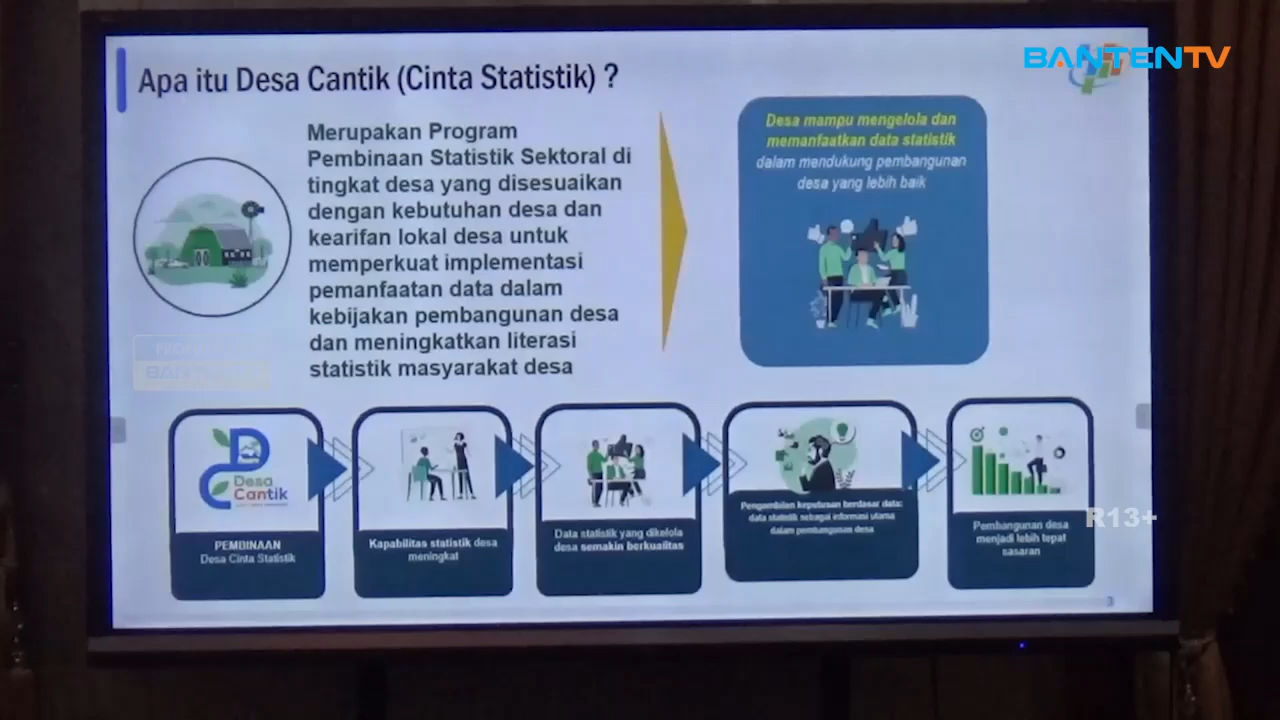 BANTENTV
Apa itu Desa Cantik (Cinta Statistik) ?
Merupakan Program
Pembinaan Statistik Sektoral di
tingkat desa yang disesuaikan
dengan kebutuhan desa dan
kearifan lokal desa untuk
memperkuat implementasi
pemanfaatan data dalam
kebijakan pembangunan desa
dan meningkatkan literasi
statistik masyarakat desa
Desa mampu mengelola dan
memanfaatkan data statistik
dalam mendukung pembangunan
desa yang lebih baik
Desa
Cantik
PEMBINAAN
Desa Cinta Statistik
Kapabilitas statistik desa
meningkat
Data statistik yang dikelola
desa semakin berkualitas
Pengambilan keputusan berdasar data:
data statistik sebagai informasi utama
dalam pembangunan desa
Pembangunan desa
menjadi lebih tepat
sasaran
R13+
3